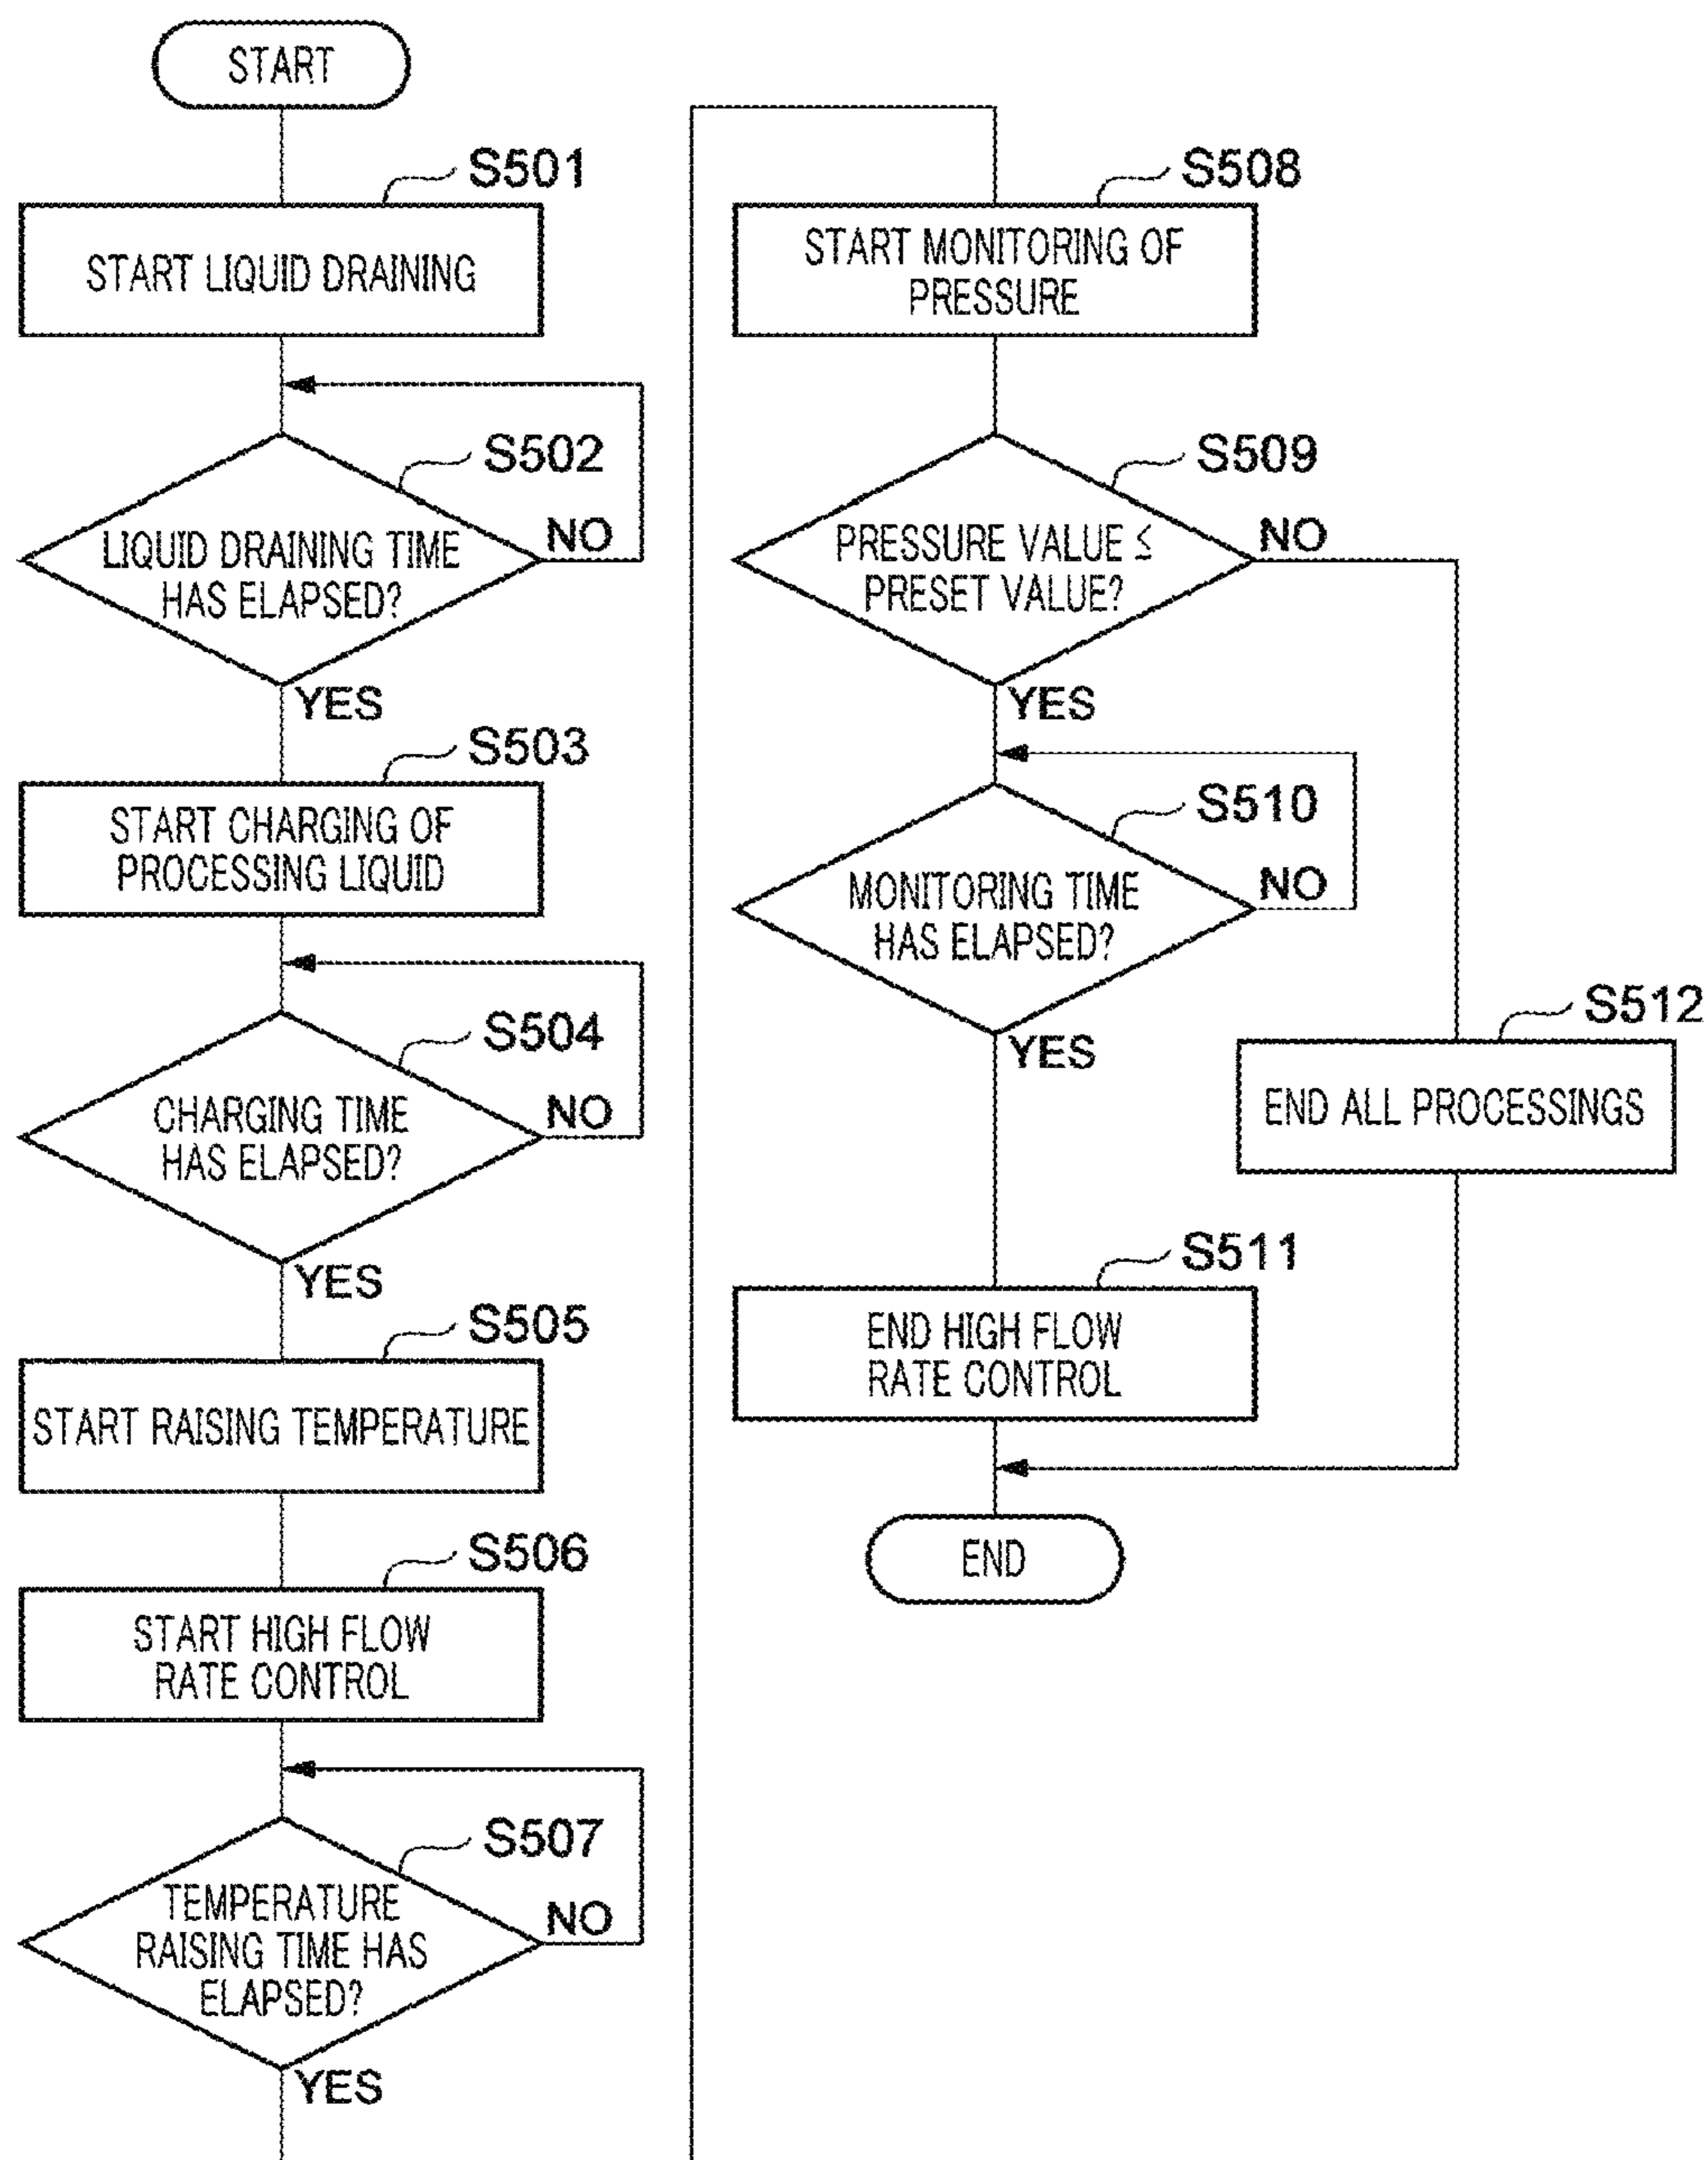 START
S501
START LIQUID DRAINING
S502
LIQUID DRAINING TIME
HAS ELAPSED?
NO
YES
S503
START CHARGING OF
PROCESSING LIQUID
S504
CHARGING TIME
HAS ELAPSED?
NO
YES
S505
START RAISING TEMPERATURE
S506
START HIGH FLOW
RATE CONTROL
S507
TEMPERATURE
RAISING TIME HAS
ELAPSED?
NO
YES
S508
START MONITORING OF
PRESSURE
S509
PRESSURE VALUE ≦
PRESET VALUE?
NO
YES
S510
MONITORING TIME
HAS ELAPSED?
NO
YES
S512
END ALL PROCESSINGS
S511
END HIGH FLOW
RATE CONTROL
END